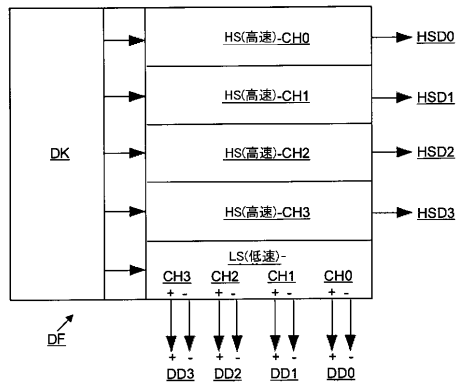 HS(高速)-CH0
HSD0
HS(高速)-CH1
HSD1
DK
HS(高速)-CH2
HSD2
HS(高速)-CH3
HSD3
LS(低速)-
CH3 CH2 CH1 CH0
+ - + - + - + -
DF
+ - + - + - + -
DD3 DD2 DD1 DD0